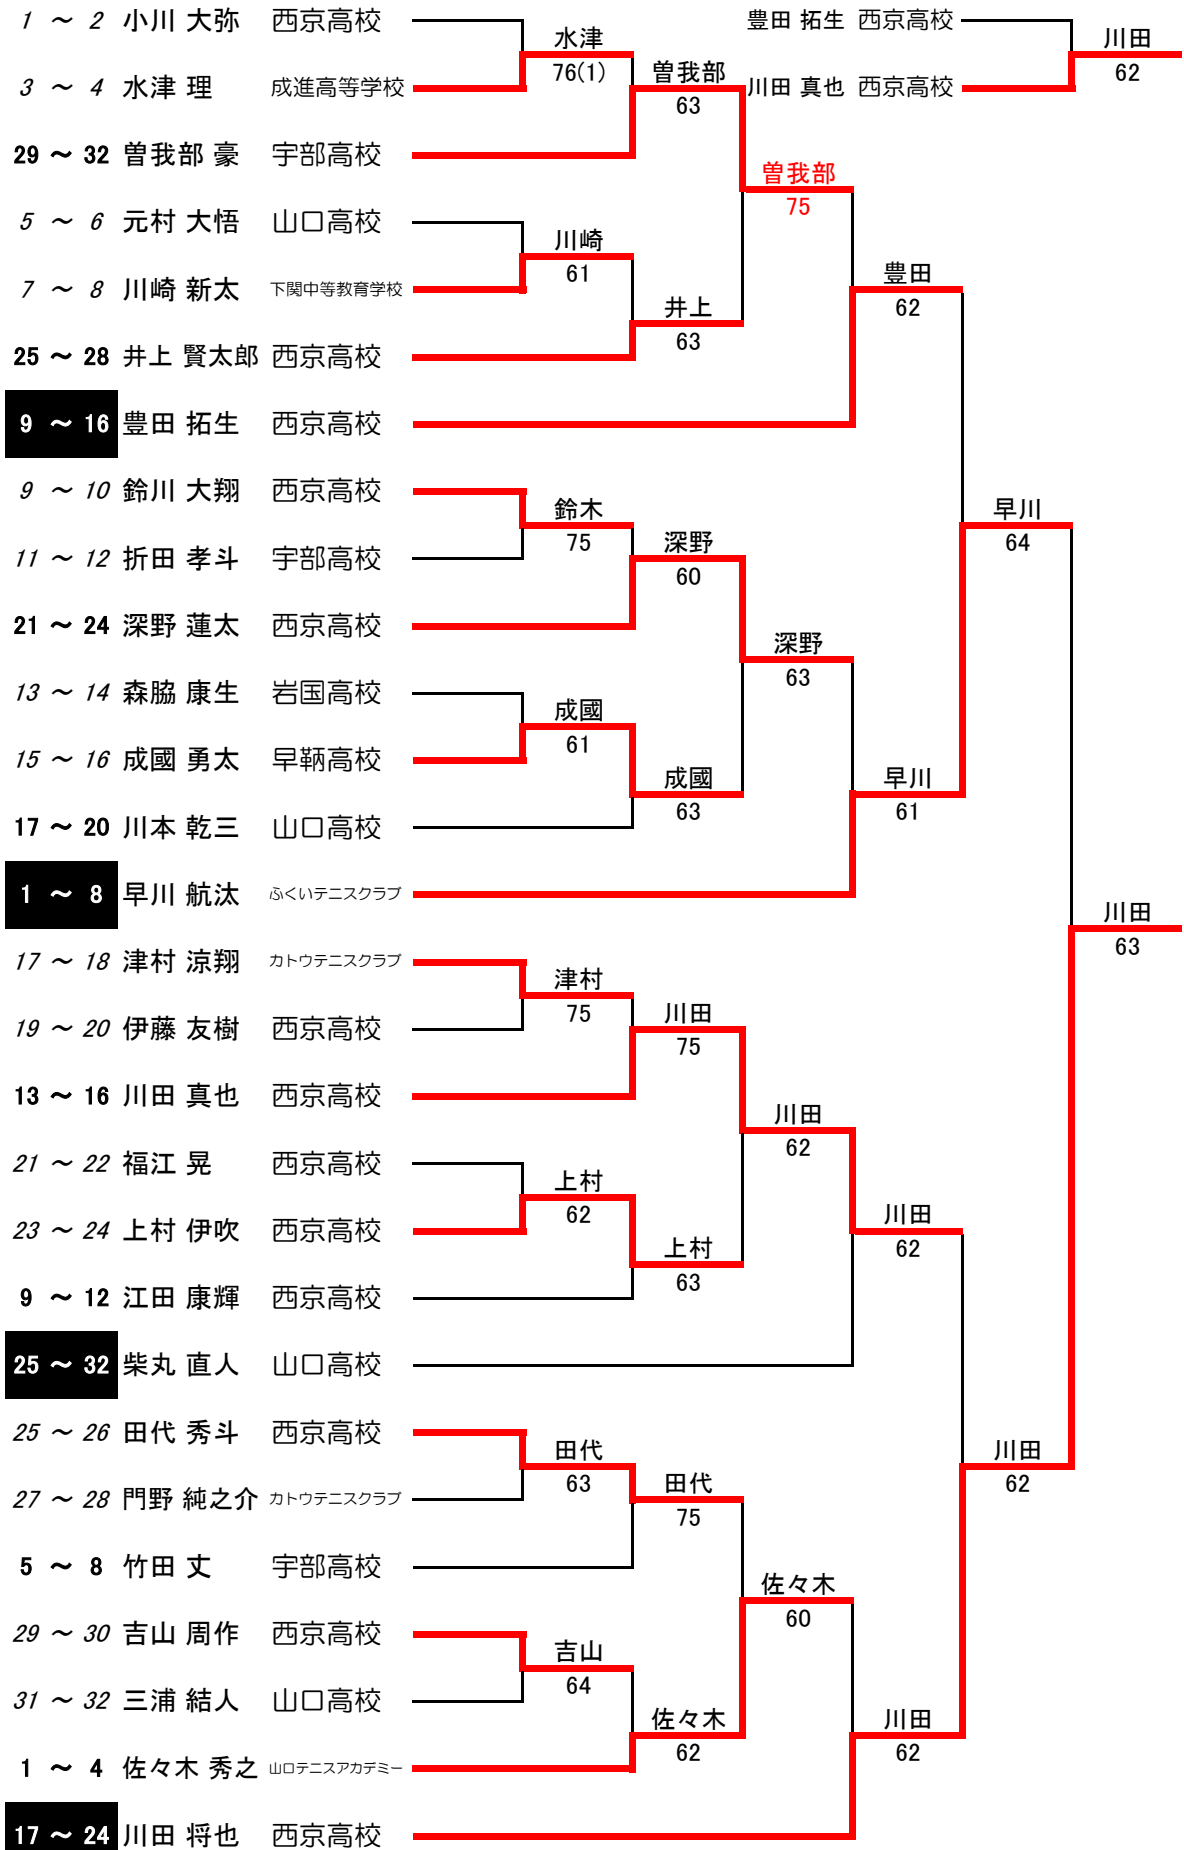 1 ～ 2 小川 大弥 西京高校
豊田 拓生 西京高校
水津
76(1)
川田
62
3 ～ 4 水津 理 成進高等学校
曽我部
63
川田 真也 西京高校
29 ～ 32 曽我部 豪 宇部高校
曽我部
75
5 ～ 6 元村 大悟 山口高校
川崎
61
7 ～ 8 川崎 新太 下関中等教育学校
豊田
62
井上
63
25 ～ 28 井上 賢太郎 西京高校
9 ～ 16 豊田 拓生 西京高校
9 ～ 10 鈴川 大翔 西京高校
鈴木
75
早川
64
11 ～ 12 折田 孝斗 宇部高校
深野
60
21 ～ 24 深野 蓮太 西京高校
深野
63
13 ～ 14 森脇 康生 岩国高校
成國
61
15 ～ 16 成國 勇太 早鞆高校
成國
63
早川
61
17 ～ 20 川本 乾三 山口高校
1 ～ 8 早川 航汰 ふくいテニスクラブ
川田
63
17 ～ 18 津村 涼翔 カトウテニスクラブ
津村
75
19 ～ 20 伊藤 友樹 西京高校
川田
75
13 ～ 16 川田 真也 西京高校
川田
62
21 ～ 22 福江 晃 西京高校
上村
62
23 ～ 24 上村 伊吹 西京高校
川田
62
上村
63
9 ～ 12 江田 康輝 西京高校
25 ～ 32 柴丸 直人 山口高校
25 ～ 26 田代 秀斗 西京高校
田代
63
川田
62
27 ～ 28 門野 純之介 カトウテニスクラブ
田代
75
5 ～ 8 竹田 丈 宇部高校
佐々木
60
29 ～ 30 吉山 周作 西京高校
吉山
64
31 ～ 32 三浦 結人 山口高校
佐々木
62
川田
62
1 ～ 4 佐々木 秀之 山口テニスアカデミー
17 ～ 24 川田 将也 西京高校